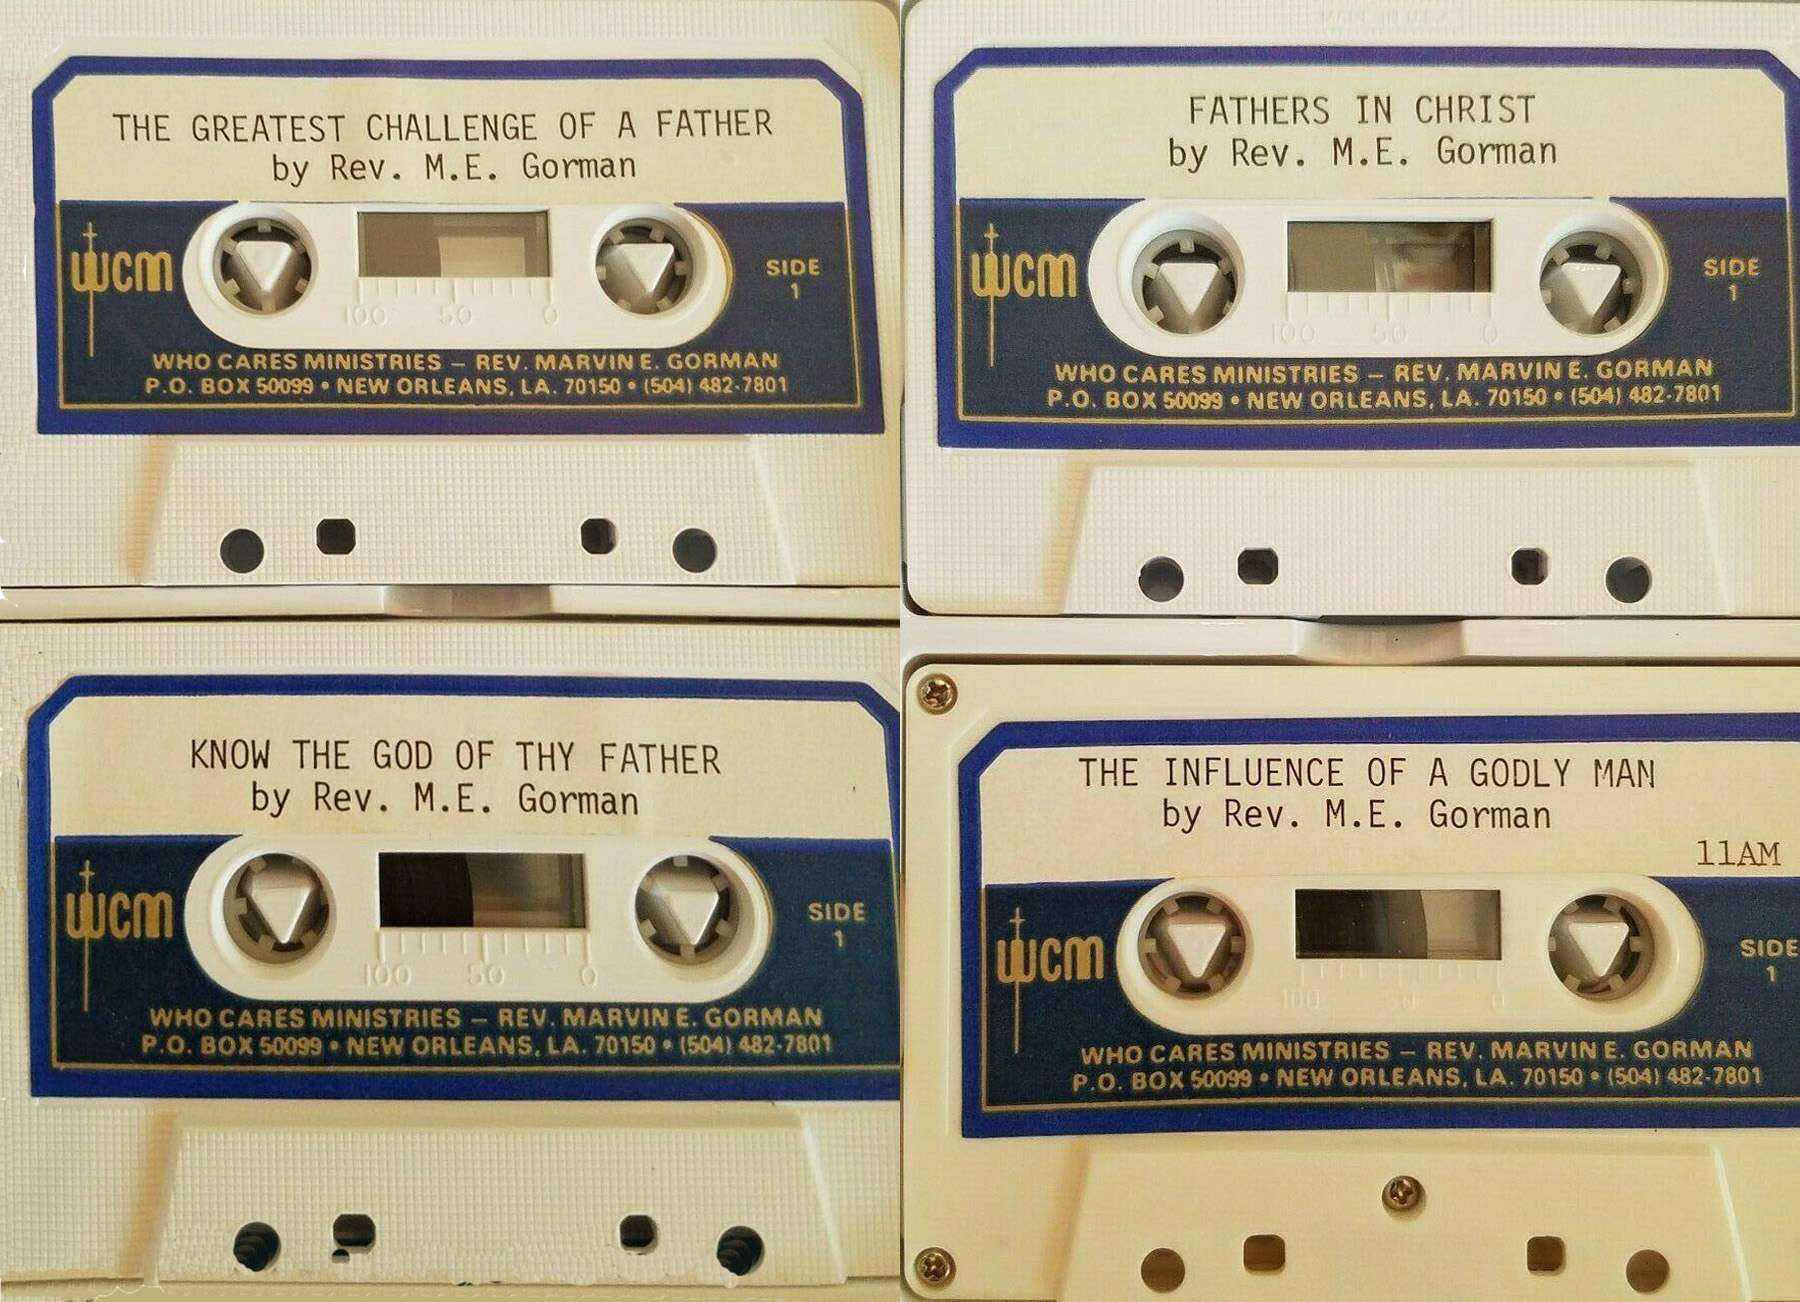 THE GREATEST CHALLENGE OF A FATHER
by Rev. M.E. Gorman
wcm
SIDE
1
100 50 0
WHO CARES MINISTRIES – REV. MARVIN E. GORMAN
P.O. BOX 50099 • NEW ORLEANS, LA. 70150 • (504) 482-7801
FATHERS IN CHRIST
by Rev. M.E. Gorman
wcm
SIDE
1
100 50 0
WHO CARES MINISTRIES – REV. MARVIN E. GORMAN
P.O. BOX 50099 • NEW ORLEANS, LA. 70150 • (504) 482-7801
KNOW THE GOD OF THY FATHER
by Rev. M.E. Gorman
wcm
SIDE
1
100 50 0
WHO CARES MINISTRIES – REV. MARVIN E. GORMAN
P.O. BOX 50099 • NEW ORLEANS, LA. 70150 • (504) 482-7801
THE INFLUENCE OF A GODLY MAN
by Rev. M.E. Gorman
11AM
wcm
SIDE
1
100 50 0
WHO CARES MINISTRIES – REV. MARVIN E. GORMAN
P.O. BOX 50099 • NEW ORLEANS, LA. 70150 • (504) 482-7801